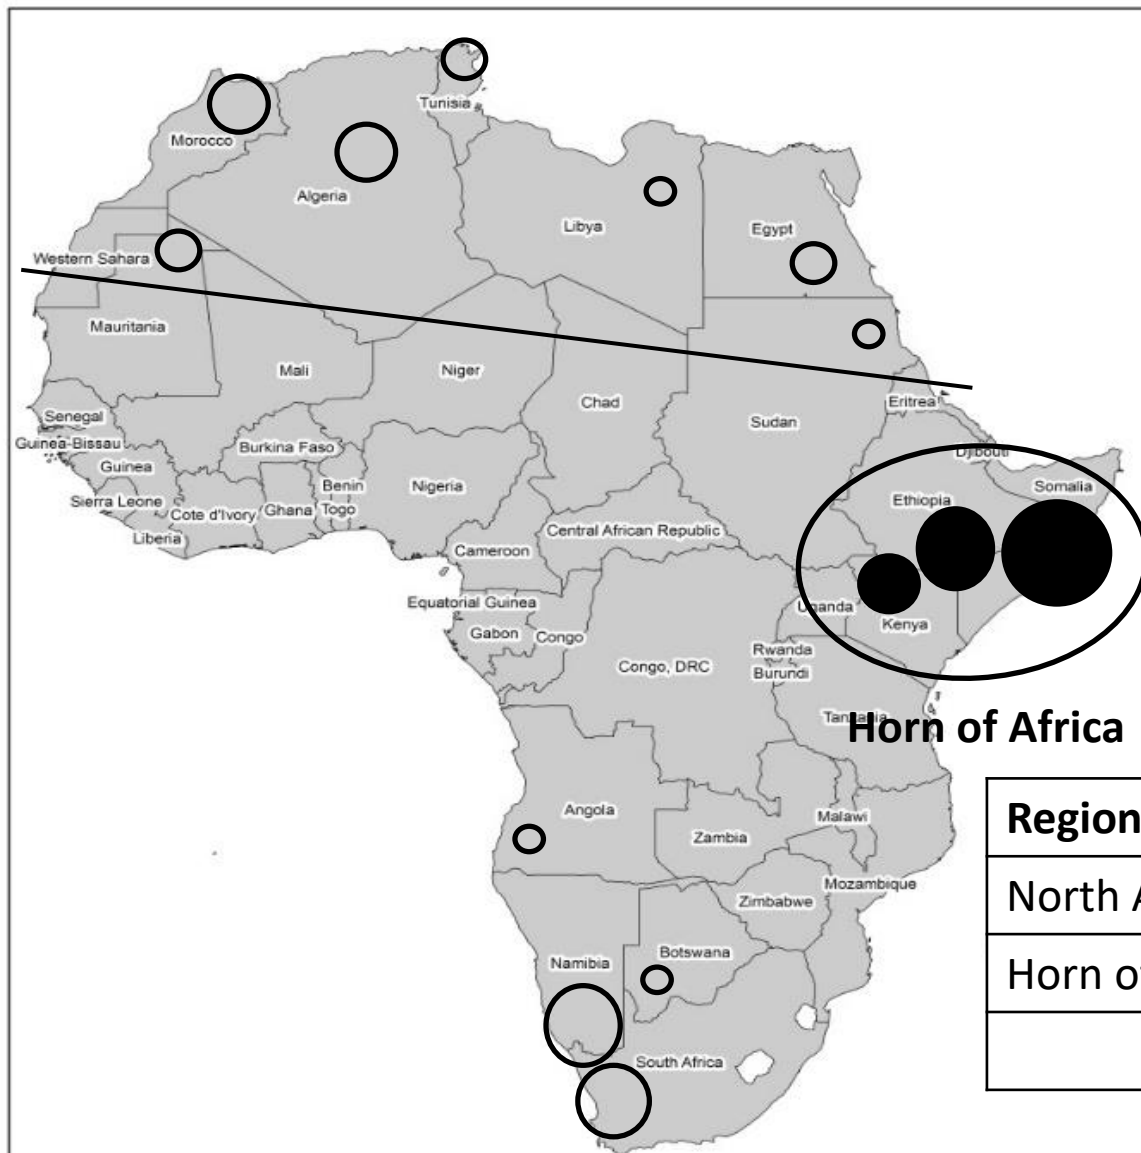 Tunisia
Morocco
Algeria
Libya
Egypt
Western Sahara
Mauritania
Mali
Niger
Chad
Sudan
Eritrea
Senegal
Guinea-Bissau
Burkina Faso
Djibouti
Guinea
Benin
Nigeria
Ethiopia
Somalia
Sierra Leone
Cote d'Ivory
Ghana
Togo
Liberia
Central African Republic
Cameroon
Equatorial Guinea
Uganda
Gabon
Congo
Kenya
Rwanda
Congo, DRC
Burundi
Tanzania
Horn of Africa
Angola
Malawi
Zambia
Region
North A
Mozambique
Zimbabwe
Botswana
Namibia
Horn o
South Africa